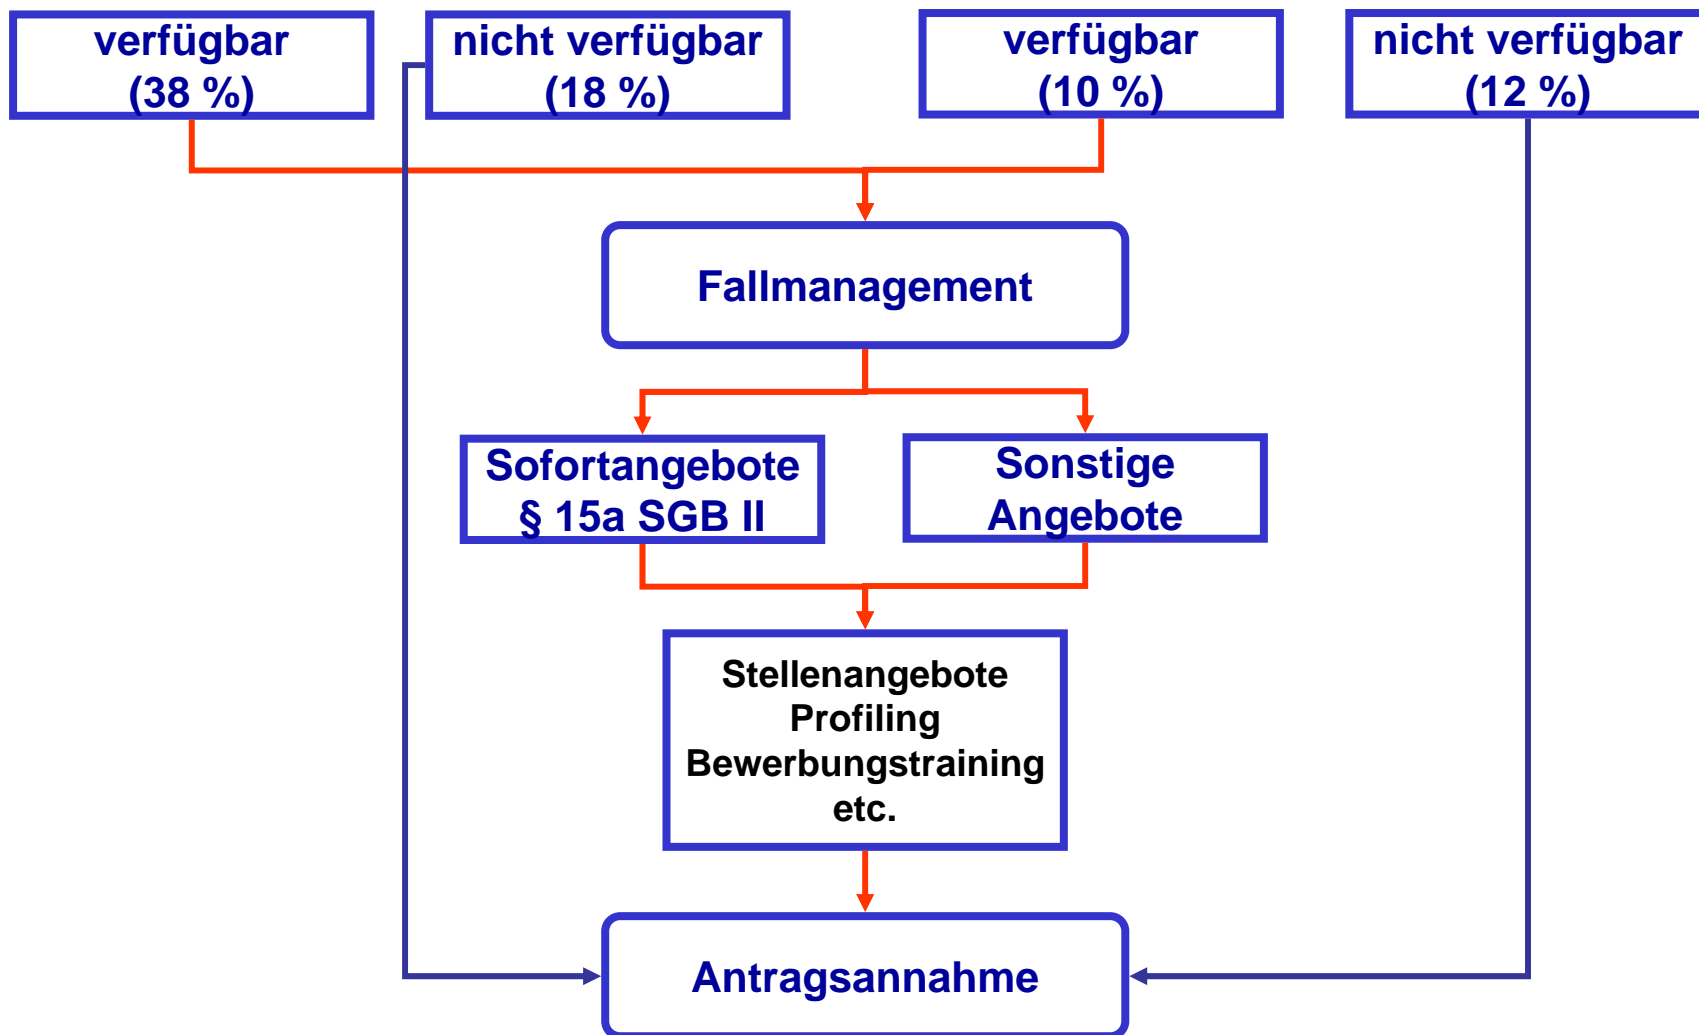 verfügbar
(38 %)
nicht verfügbar
(18 %)
verfügbar
(10 %)
nicht verfügbar
(12 %)
Fallmanagement
Sofortangebote
§ 15a SGB II
Sonstige
Angebote
Stellenangebote
Profiling
Bewerbungstraining
etc.
Antragsannahme